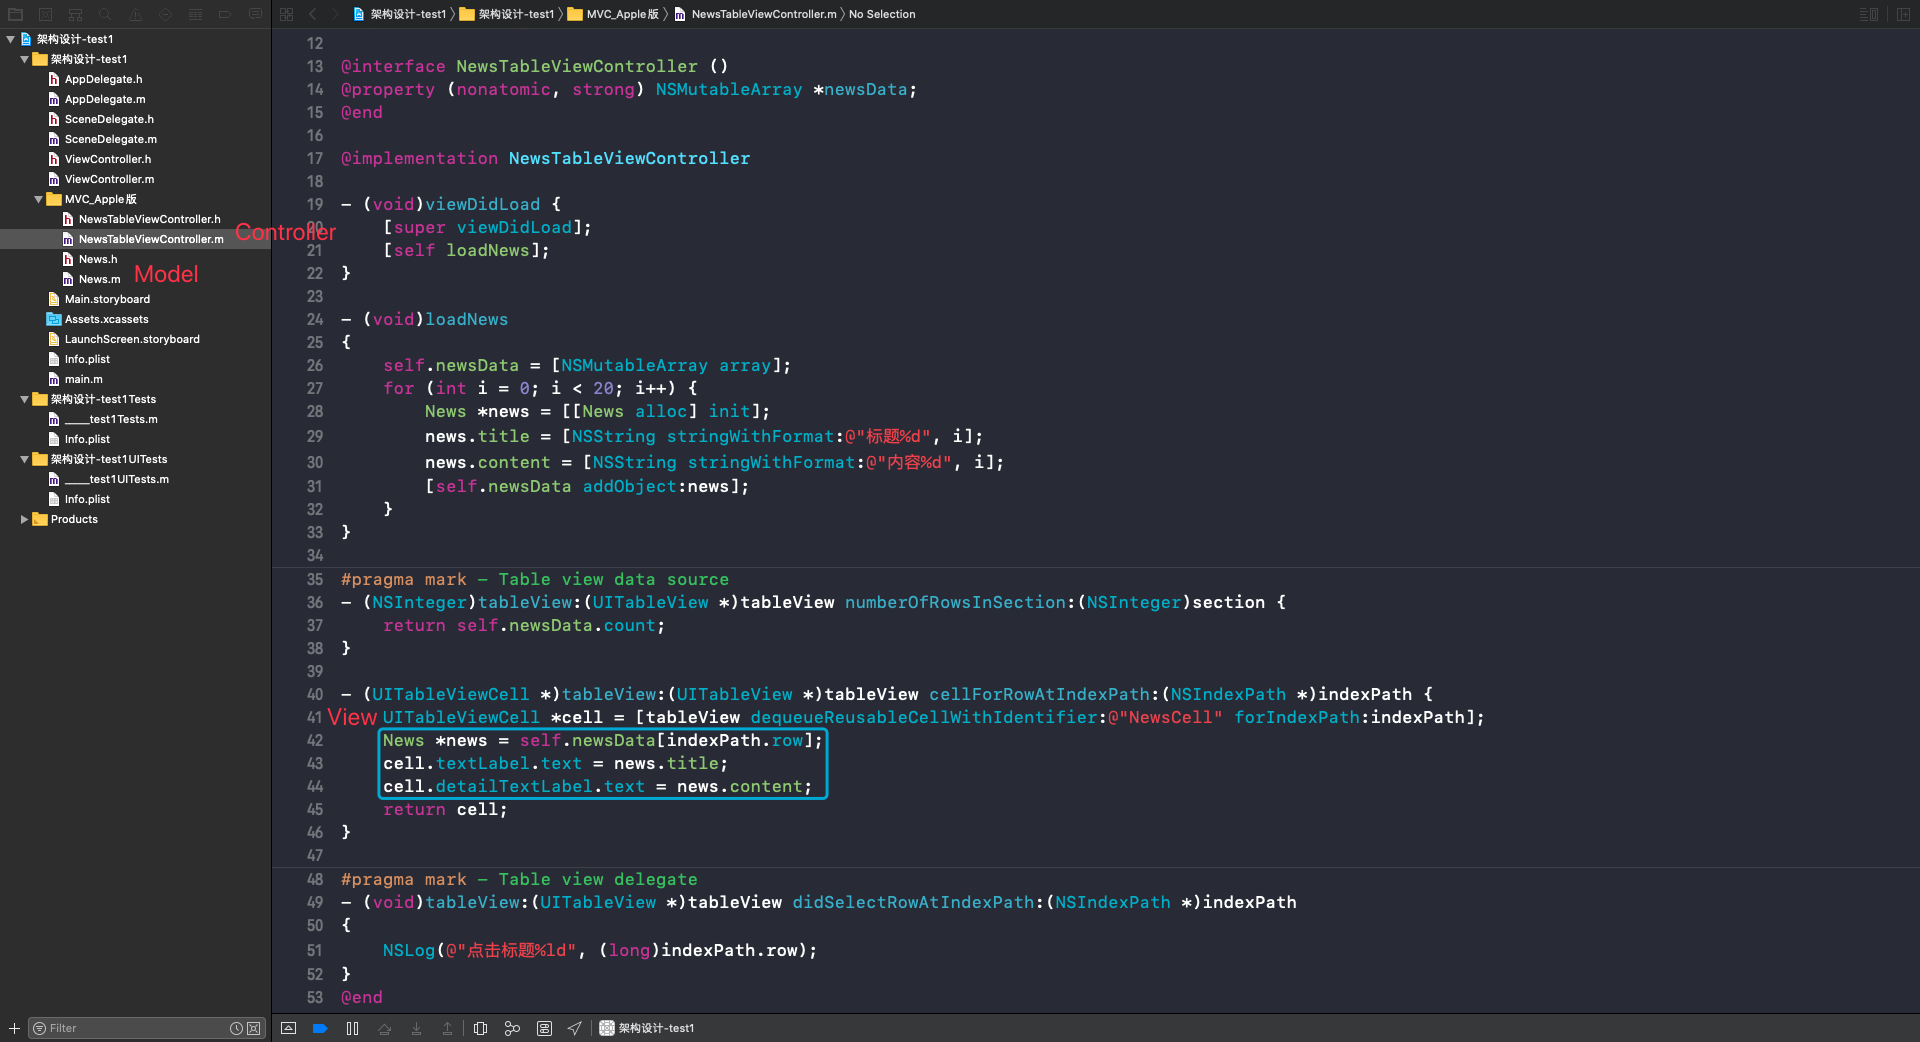 架构设计-test1 〉 架构设计-test1 〉 MVC_Apple版 〉 NewsTableViewController.m 〉 No Selection
架构设计-test1
架构设计-test1
AppDelegate.h
AppDelegate.m
SceneDelegate.h
SceneDelegate.m
ViewController.h
ViewController.m
MVC_Apple版
NewsTableViewController.h
NewsTableViewController.m
Controller
News.h
News.m
Model
Main.storyboard
Assets.xcassets
LaunchScreen.storyboard
Info.plist
main.m
架构设计-test1Tests
____test1Tests.m
Info.plist
架构设计-test1UITests
____test1UITests.m
Info.plist
Products
Filter
12
13 @interface NewsTableViewController ()
14 @property (nonatomic, strong) NSMutableArray *newsData;
15 @end
16
17 @implementation NewsTableViewController
18
19 - (void)viewDidLoad {
20     [super viewDidLoad];
21     [self loadNews];
22 }
23
24 - (void)loadNews
25 {
26     self.newsData = [NSMutableArray array];
27     for (int i = 0; i < 20; i++) {
28         News *news = [[News alloc] init];
29         news.title = [NSString stringWithFormat:@"标题%d", i];
30         news.content = [NSString stringWithFormat:@"内容%d", i];
31         [self.newsData addObject:news];
32     }
33 }
34
35 #pragma mark - Table view data source
36 - (NSInteger)tableView:(UITableView *)tableView numberOfRowsInSection:(NSInteger)section {
37     return self.newsData.count;
38 }
39
40 - (UITableViewCell *)tableView:(UITableView *)tableView cellForRowAtIndexPath:(NSIndexPath *)indexPath {
41 View UITableViewCell *cell = [tableView dequeueReusableCellWithIdentifier:@"NewsCell" forIndexPath:indexPath];
42     News *news = self.newsData[indexPath.row];
43     cell.textLabel.text = news.title;
44     cell.detailTextLabel.text = news.content;
45     return cell;
46 }
47
48 #pragma mark - Table view delegate
49 - (void)tableView:(UITableView *)tableView didSelectRowAtIndexPath:(NSIndexPath *)indexPath
50 {
51     NSLog(@"点击标题%ld", (long)indexPath.row);
52 }
53 @end
架构设计-test1